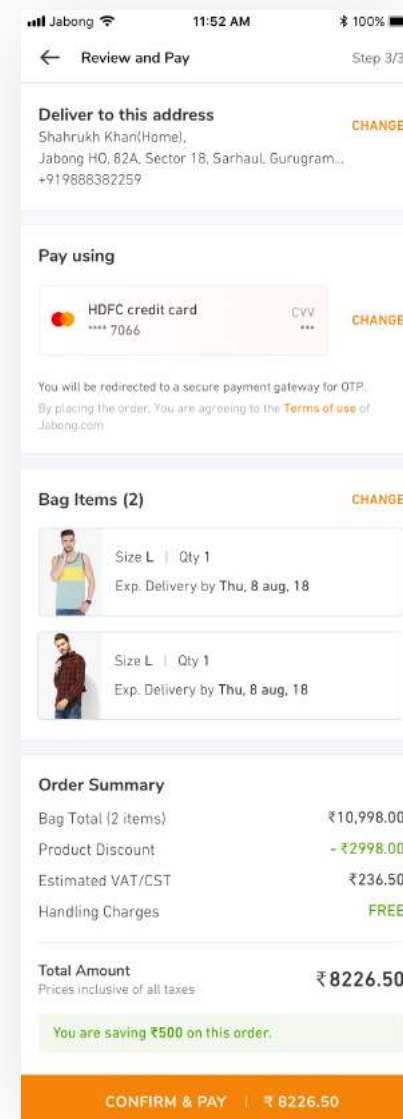 Jabong 11:52 AM 100%
Review and Pay Step 3/3
Deliver to this address
CHANGE
Shahrukh Khan(Home),
Jabong HO, 82A, Sector 18, Sarhaul, Gurugram...
+919888382259
Pay using
HDFC credit card CVV
**** 7066 ***
CHANGE
You will be redirected to a secure payment gateway for OTP.
By placing the order, You are agreeing to the Terms of use of
Jabong.com
Bag Items (2) CHANGE
Size L | Qty 1
Exp. Delivery by Thu, 8 aug, 18
Size L | Qty 1
Exp. Delivery by Thu, 8 aug, 18
Order Summary
Bag Total (2 items) ₹10,998.00
Product Discount - ₹2998.00
Estimated VAT/CST ₹236.50
Handling Charges FREE
Total Amount ₹8226.50
Prices inclusive of all taxes
You are saving ₹500 on this order.
CONFIRM & PAY | ₹ 8226.50